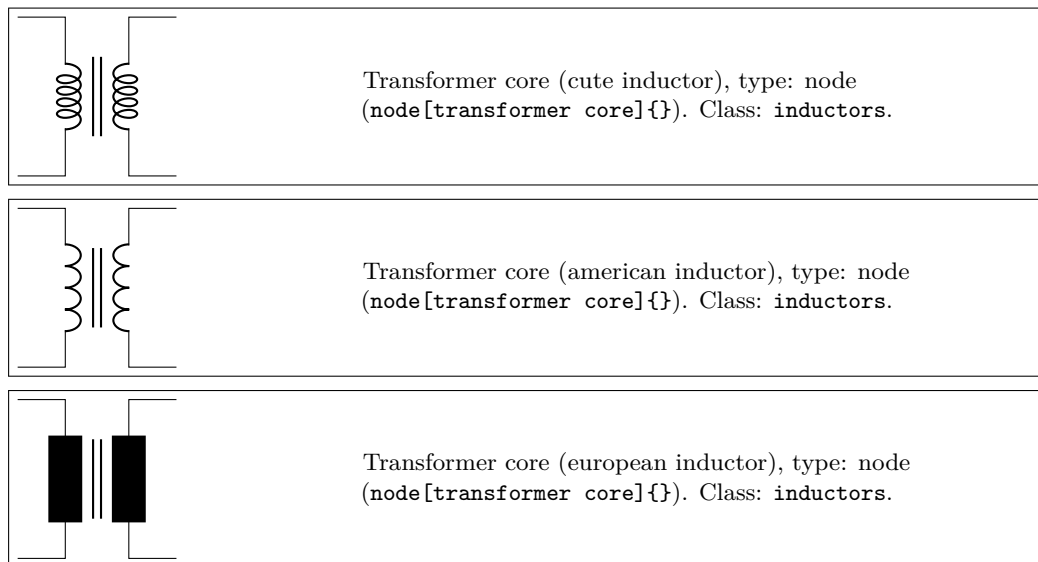 Transformer core (cute inductor), type: node
(node[transformer core]{}). Class: inductors.
Transformer core (american inductor), type: node
(node[transformer core]{}). Class: inductors.
Transformer core (european inductor), type: node
(node[transformer core]{}). Class: inductors.